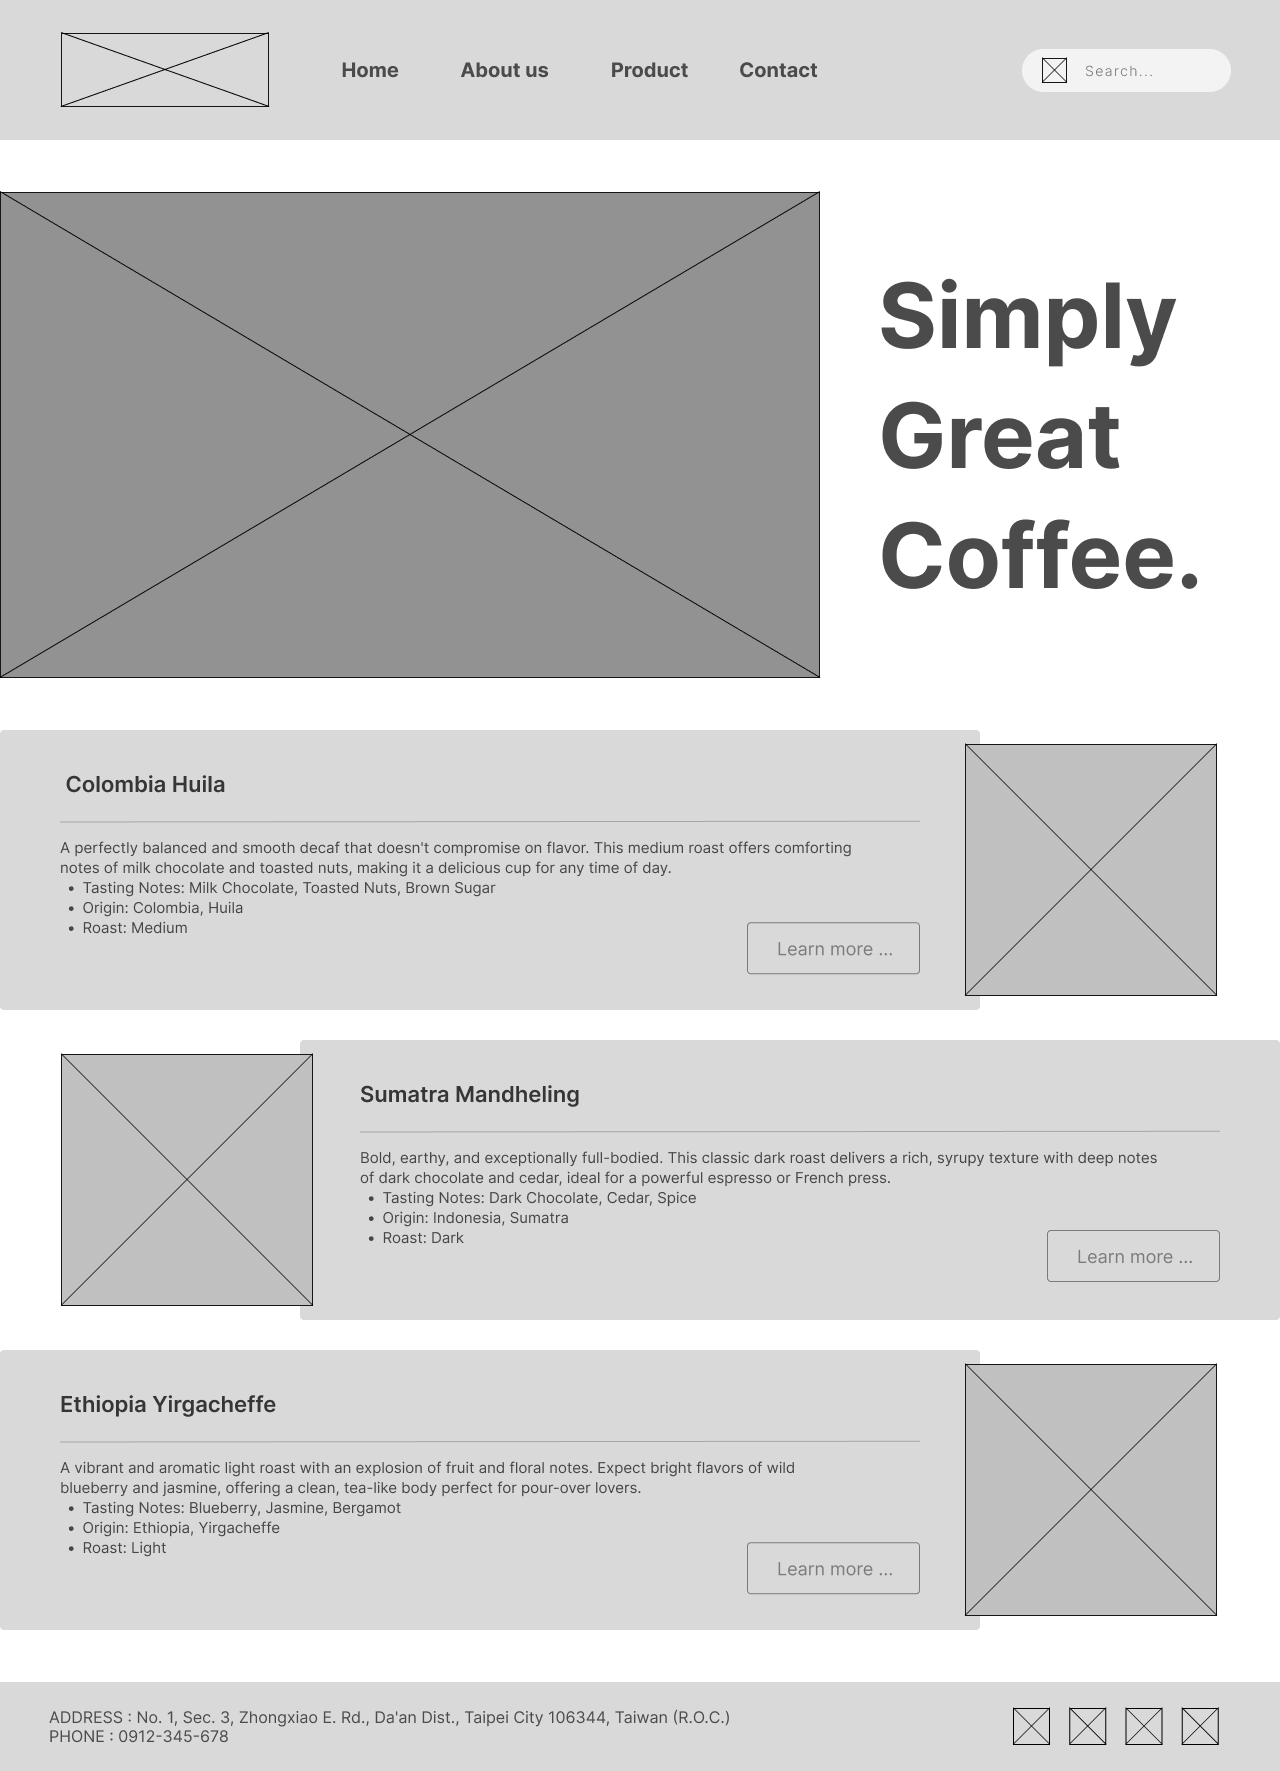 Home About us Product Contact Search...
Simply
Great
Coffee.
Colombia Huila
A perfectly balanced and smooth decaf that doesn't compromise on flavor. This medium roast offers comforting
notes of milk chocolate and toasted nuts, making it a delicious cup for any time of day.
• Tasting Notes: Milk Chocolate, Toasted Nuts, Brown Sugar
• Origin: Colombia, Huila
• Roast: Medium
Learn more ...
Sumatra Mandheling
Bold, earthy, and exceptionally full-bodied. This classic dark roast delivers a rich, syrupy texture with deep notes
of dark chocolate and cedar, ideal for a powerful espresso or French press.
• Tasting Notes: Dark Chocolate, Cedar, Spice
• Origin: Indonesia, Sumatra
• Roast: Dark
Learn more ...
Ethiopia Yirgacheffe
A vibrant and aromatic light roast with an explosion of fruit and floral notes. Expect bright flavors of wild
blueberry and jasmine, offering a clean, tea-like body perfect for pour-over lovers.
• Tasting Notes: Blueberry, Jasmine, Bergamot
• Origin: Ethiopia, Yirgacheffe
• Roast: Light
Learn more ...
ADDRESS : No. 1, Sec. 3, Zhongxiao E. Rd., Da'an Dist., Taipei City 106344, Taiwan (R.O.C.)
PHONE : 0912-345-678